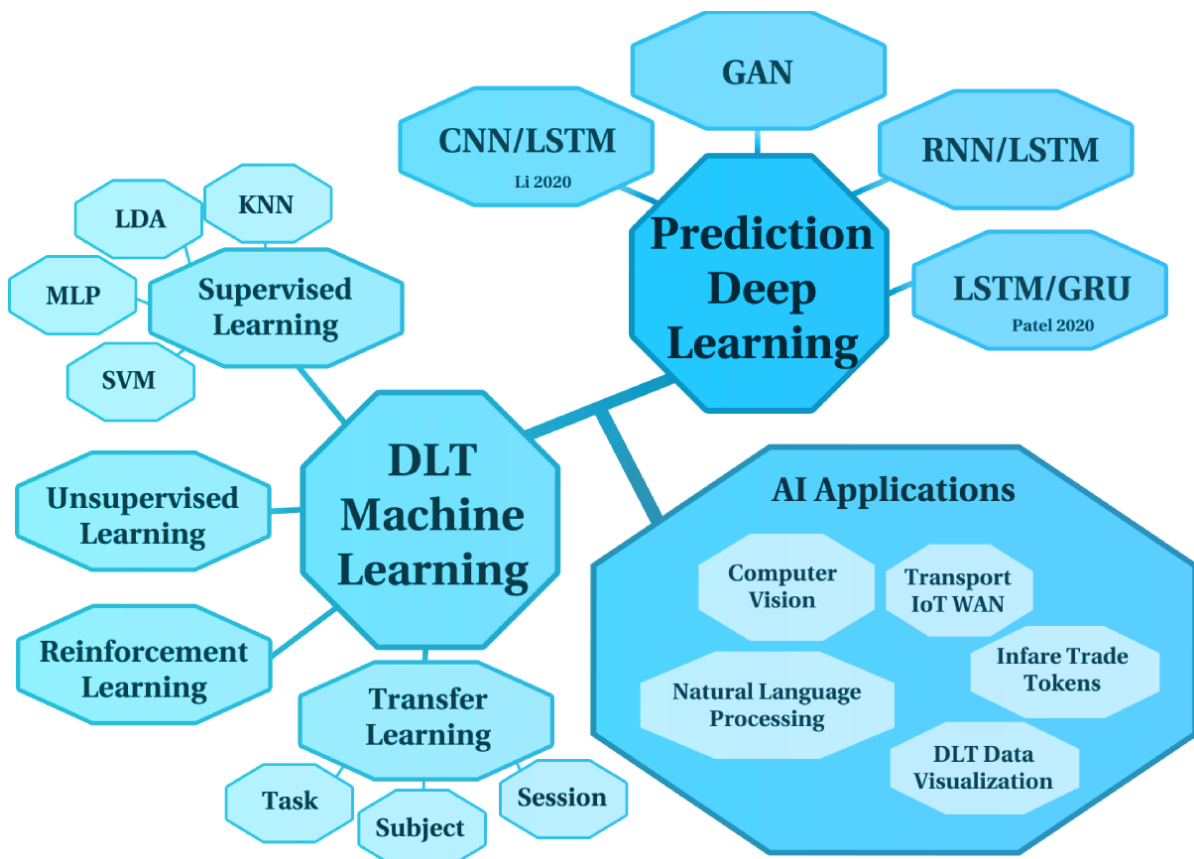 GAN
CNN/LSTM
Li 2020
RNN/LSTM
Prediction
Deep
Learning
LSTM/GRU
Patel 2020
KNN
LDA
MLP
SVM
Supervised
Learning
DLT
Machine
Learning
Unsupervised
Learning
Reinforcement
Learning
Transfer
Learning
Task
Subject
Session
AI Applications
Computer
Vision
Transport
IoT WAN
Infare Trade
Tokens
Natural Language
Processing
DLT Data
Visualization